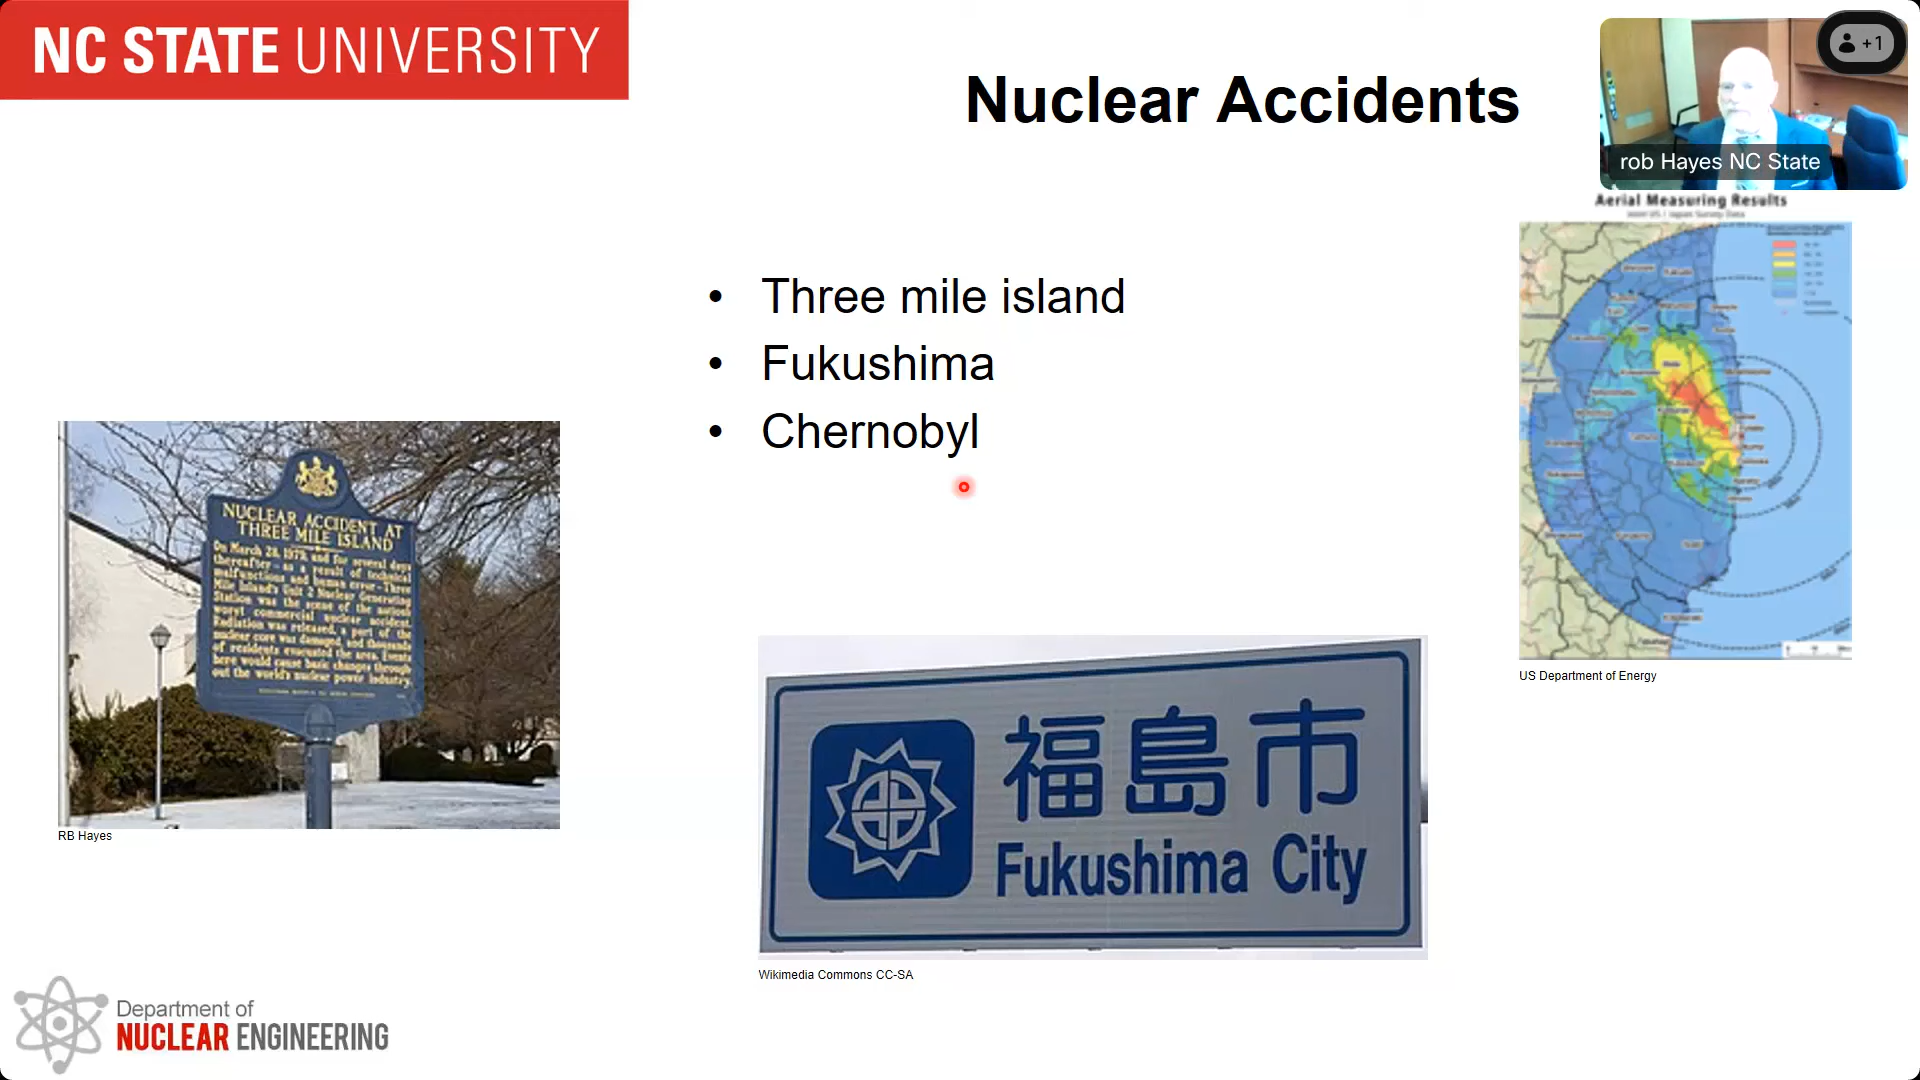 NC STATE UNIVERSITY
Nuclear Accidents
+1
rob Hayes NC State
Aerial Measuring Results
• Three mile island
• Fukushima
• Chernobyl
NUCLEAR ACCIDENT AT
THREE MILE ISLAND
On March 28, 1979, and for several days
thereafter - as a result of technical
malfunctions and human error - Three
Mile Island's Unit 2 Nuclear Generating
Station was the scene of the nation's
worst commercial nuclear accident.
Radiation was released, a part of the
nuclear core was damaged, and thousands
of residents evacuated the area. Events
here would cause basic changes through-
out the world's nuclear power industry.
RB Hayes
US Department of Energy
福島市
Fukushima City
Wikimedia Commons CC-SA
Department of
NUCLEAR ENGINEERING